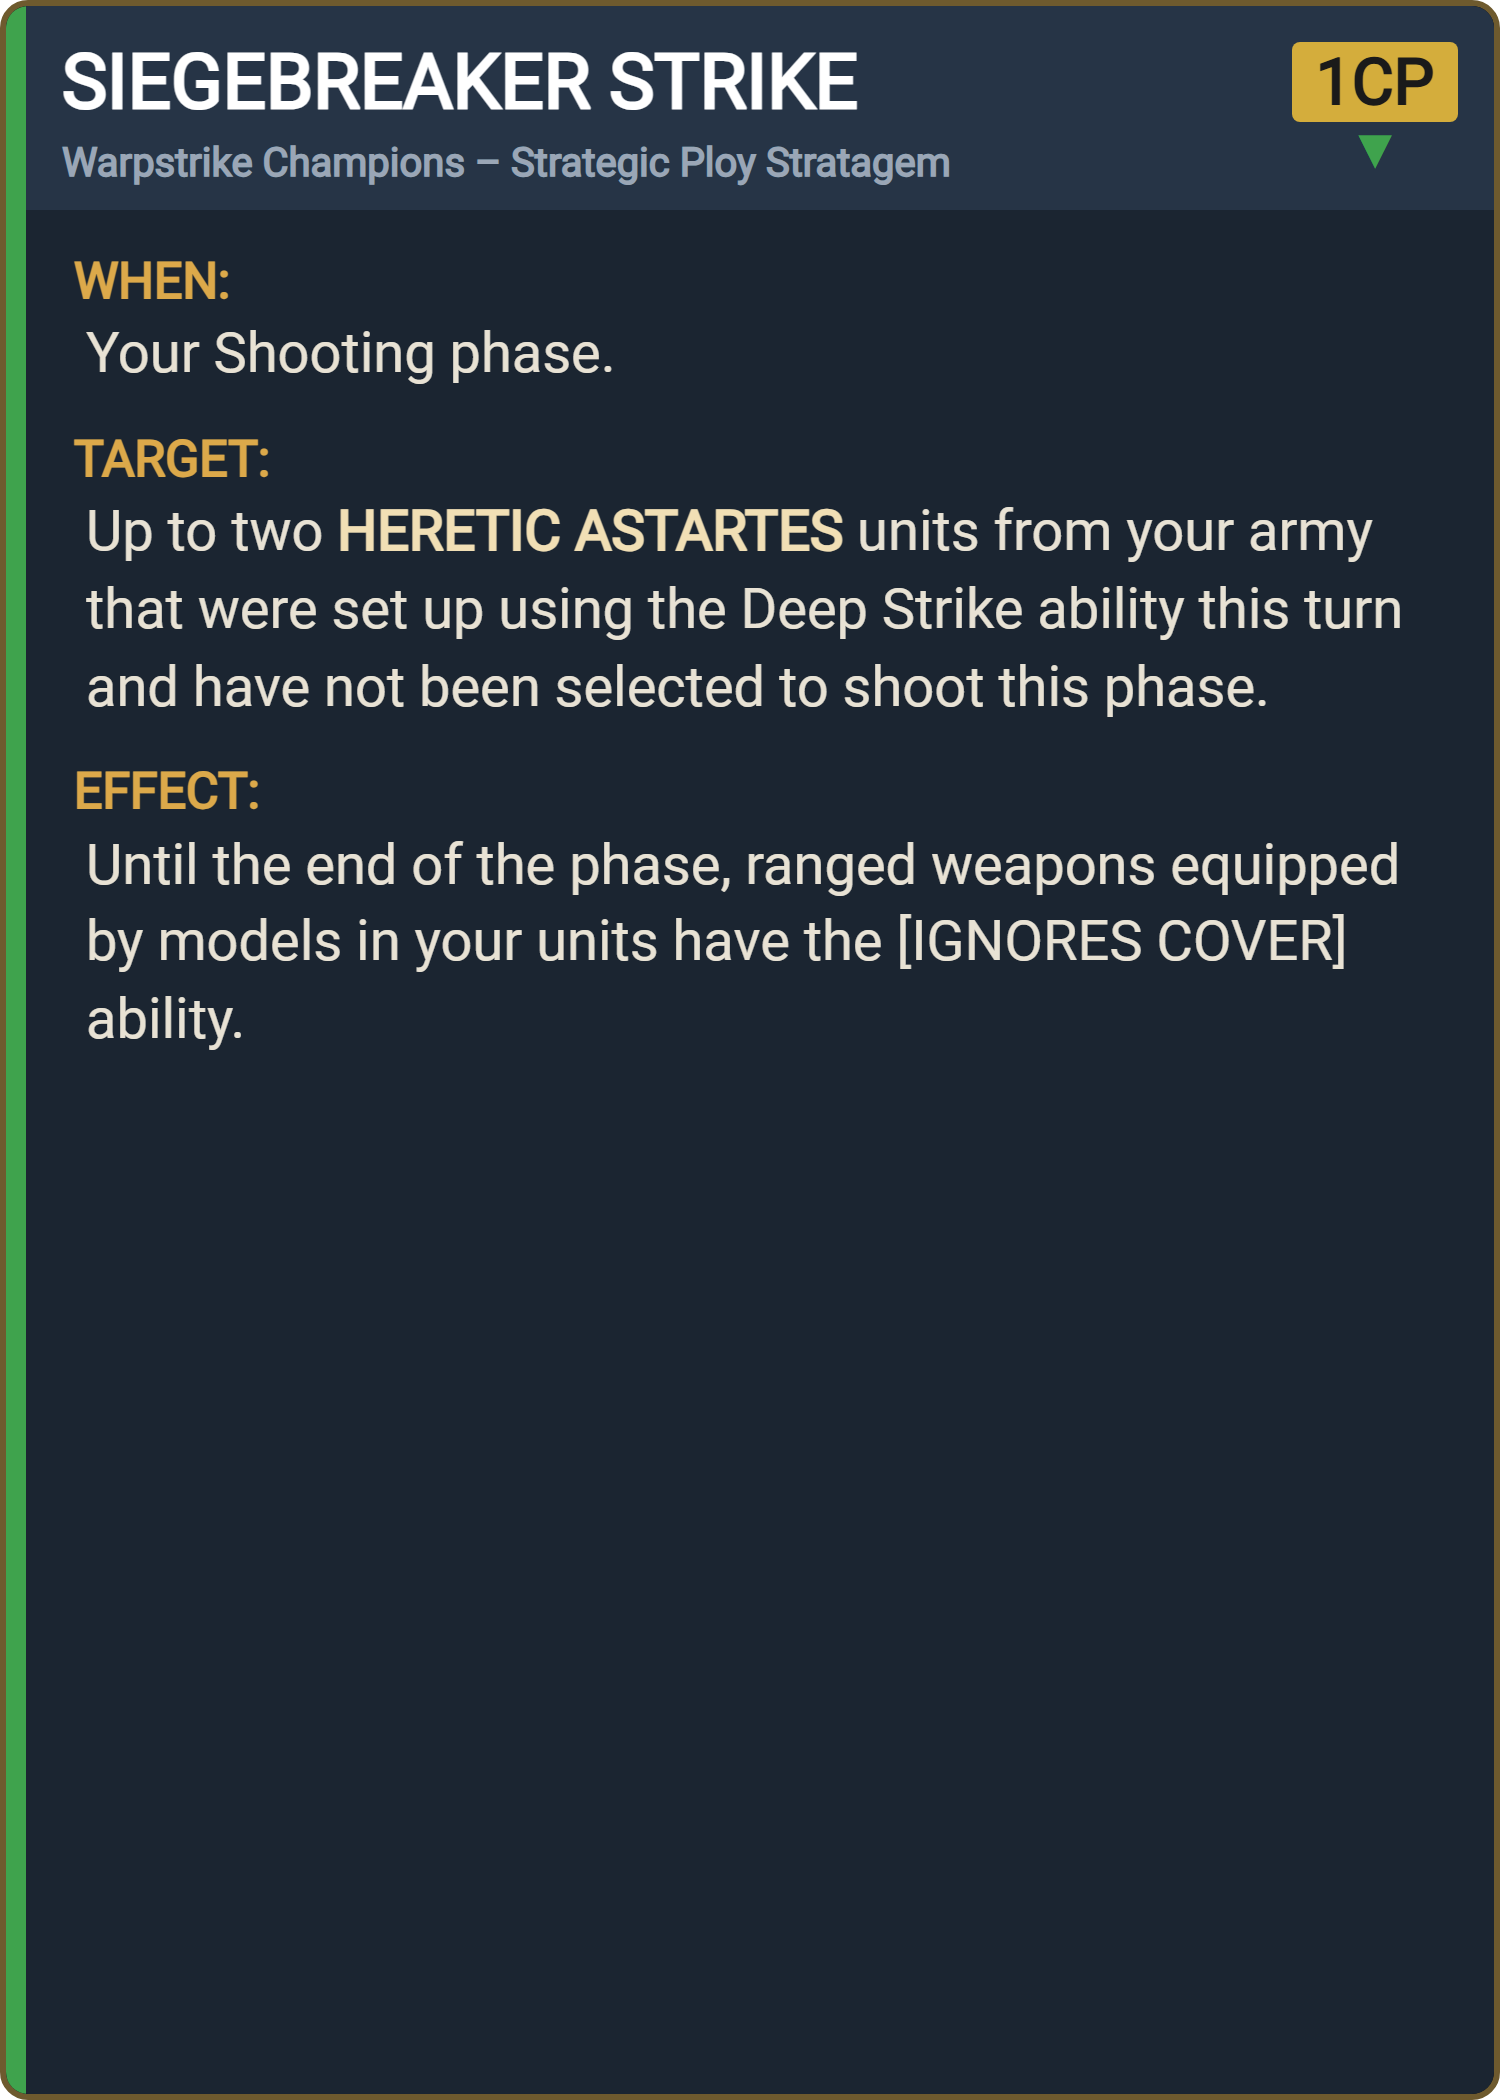 SIEGEBREAKER STRIKE
1CP
Warpstrike Champions – Strategic Ploy Stratagem
WHEN:
Your Shooting phase.
TARGET:
Up to two HERETIC ASTARTES units from your army
that were set up using the Deep Strike ability this turn
and have not been selected to shoot this phase.
EFFECT:
Until the end of the phase, ranged weapons equipped
by models in your units have the [IGNORES COVER]
ability.